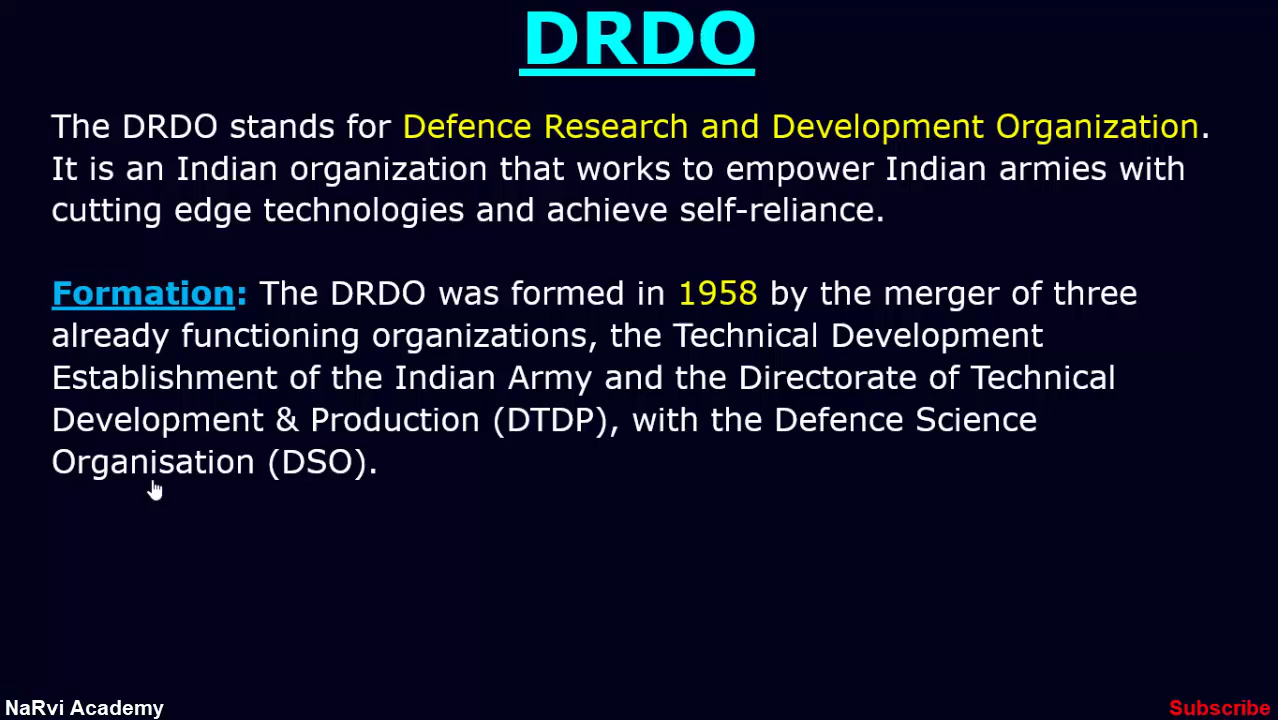 DRDO
The DRDO stands for Defence Research and Development Organization.
It is an Indian organization that works to empower Indian armies with
cutting edge technologies and achieve self-reliance.
Formation: The DRDO was formed in 1958 by the merger of three
already functioning organizations, the Technical Development
Establishment of the Indian Army and the Directorate of Technical
Development & Production (DTDP), with the Defence Science
Organisation (DSO).
NaRvi Academy
Subscribe